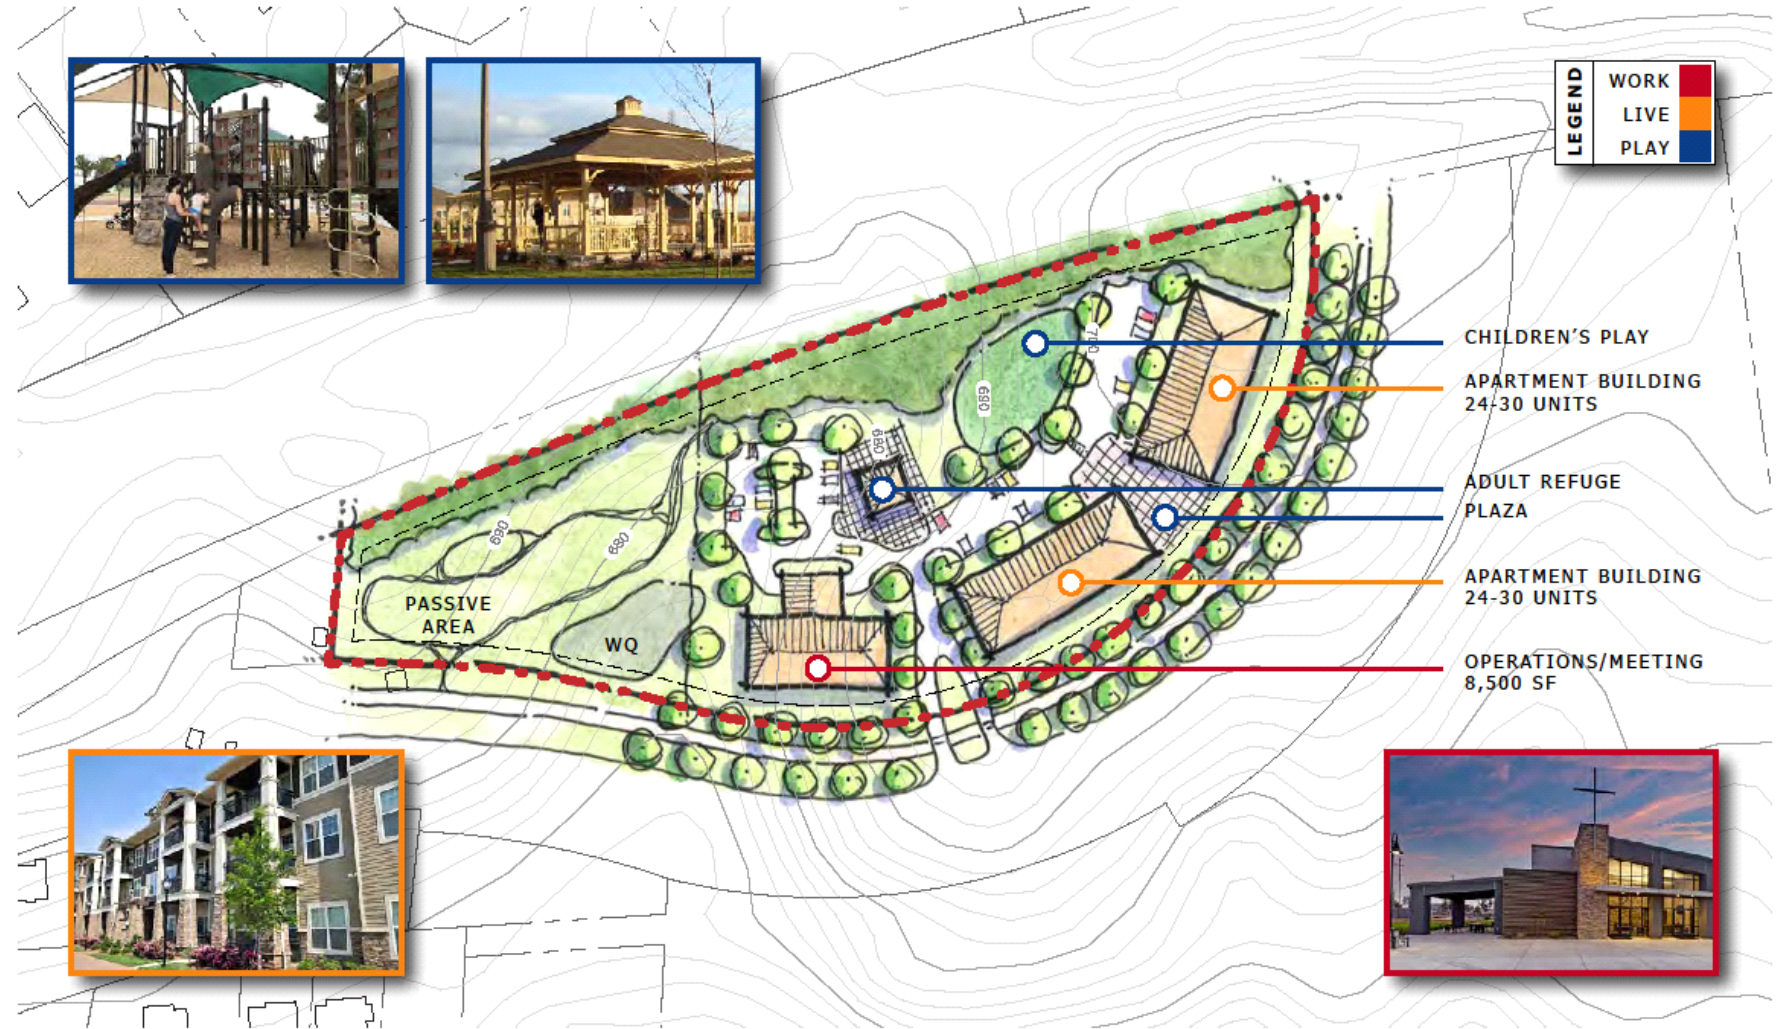 LEGEND
WORK
LIVE
PLAY
CHILDREN'S PLAY
APARTMENT BUILDING
24-30 UNITS
ADULT REFUGE
PLAZA
APARTMENT BUILDING
24-30 UNITS
OPERATIONS/MEETING
8,500 SF
700
690
680
690
680
PASSIVE
AREA
WQ